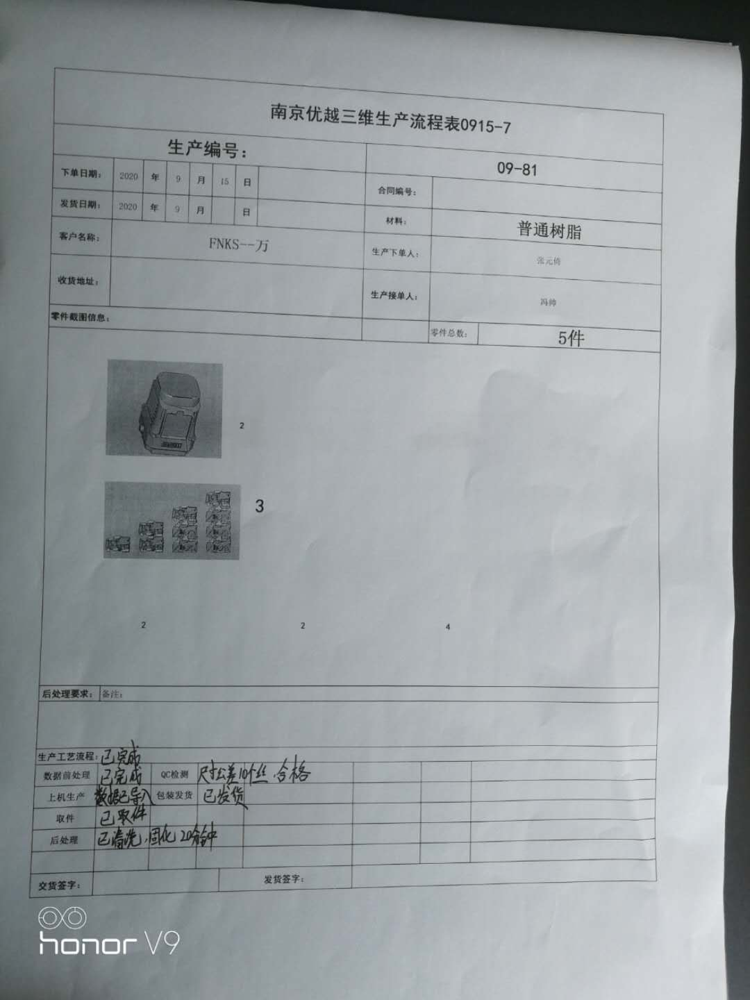 南京优越三维生产流程表0915-7
生产编号： 09-81
下单日期： 2020 年 9 月 15 日 合同编号：
发货日期： 2020 年 9 月 日 材料： 普通树脂
客户名称： FNKS--万 生产下单人： 张元倚
收货地址： 生产接单人： 冯帅
零件截图信息： 零件总数： 5件
2
3
2 2 4
后处理要求： 备注：
生产工艺流程： 已完成
数据前处理 已完成 QC检测 尺寸公差10个丝，合格
上机生产 数据已导入 包装发货 已发货
取件 已取件
后处理 已清洗，固化20分钟
交货签字： 发货签字：
honor V9